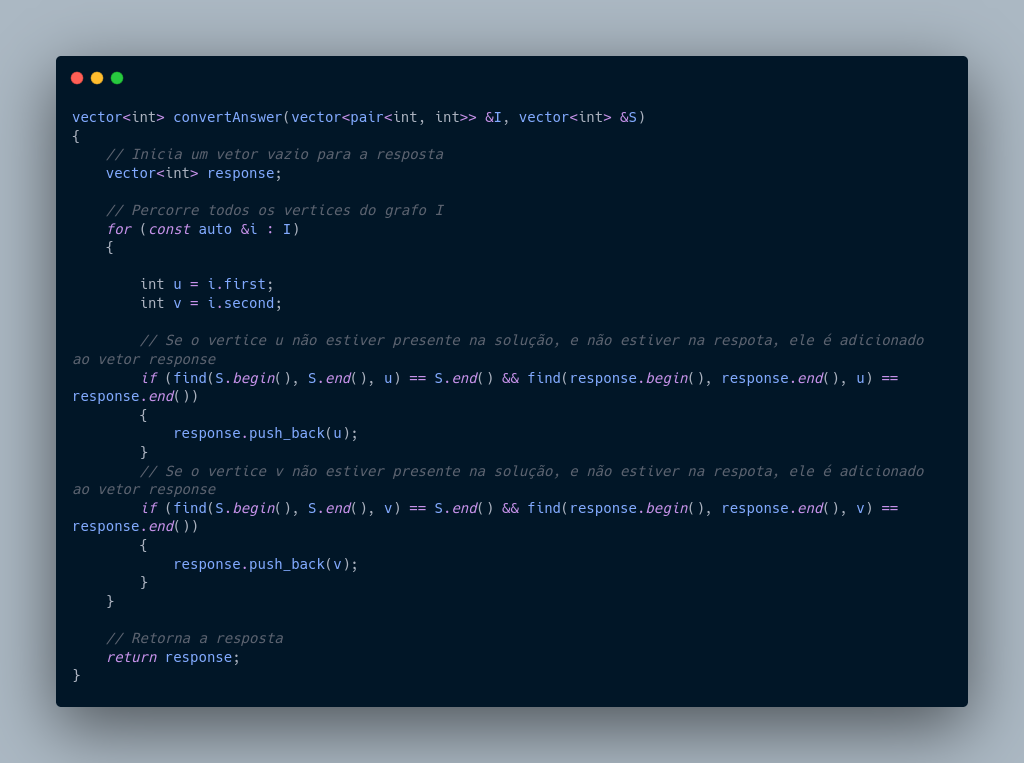 vector<int> convertAnswer(vector<pair<int, int>> &I, vector<int> &S)
{
    // Inicia um vetor vazio para a resposta
    vector<int> response;

    // Percorre todos os vertices do grafo I
    for (const auto &i : I)
    {

        int u = i.first;
        int v = i.second;

        // Se o vertice u não estiver presente na solução, e não estiver na respota, ele é adicionado
ao vetor response
        if (find(S.begin(), S.end(), u) == S.end() && find(response.begin(), response.end(), u) ==
response.end())
        {
            response.push_back(u);
        }
        // Se o vertice v não estiver presente na solução, e não estiver na respota, ele é adicionado
ao vetor response
        if (find(S.begin(), S.end(), v) == S.end() && find(response.begin(), response.end(), v) ==
response.end())
        {
            response.push_back(v);
        }
    }

    // Retorna a resposta
    return response;
}